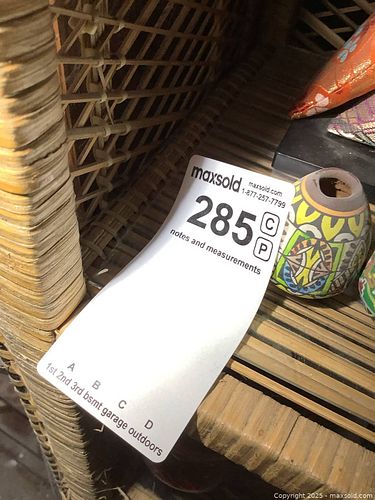 maxsold maxsold.com
1-877-257-7799
285 C
P
notes and measurements
A B C D
1st 2nd 3rd bsmt garage outdoors
Copyright 2025 - maxsold.com